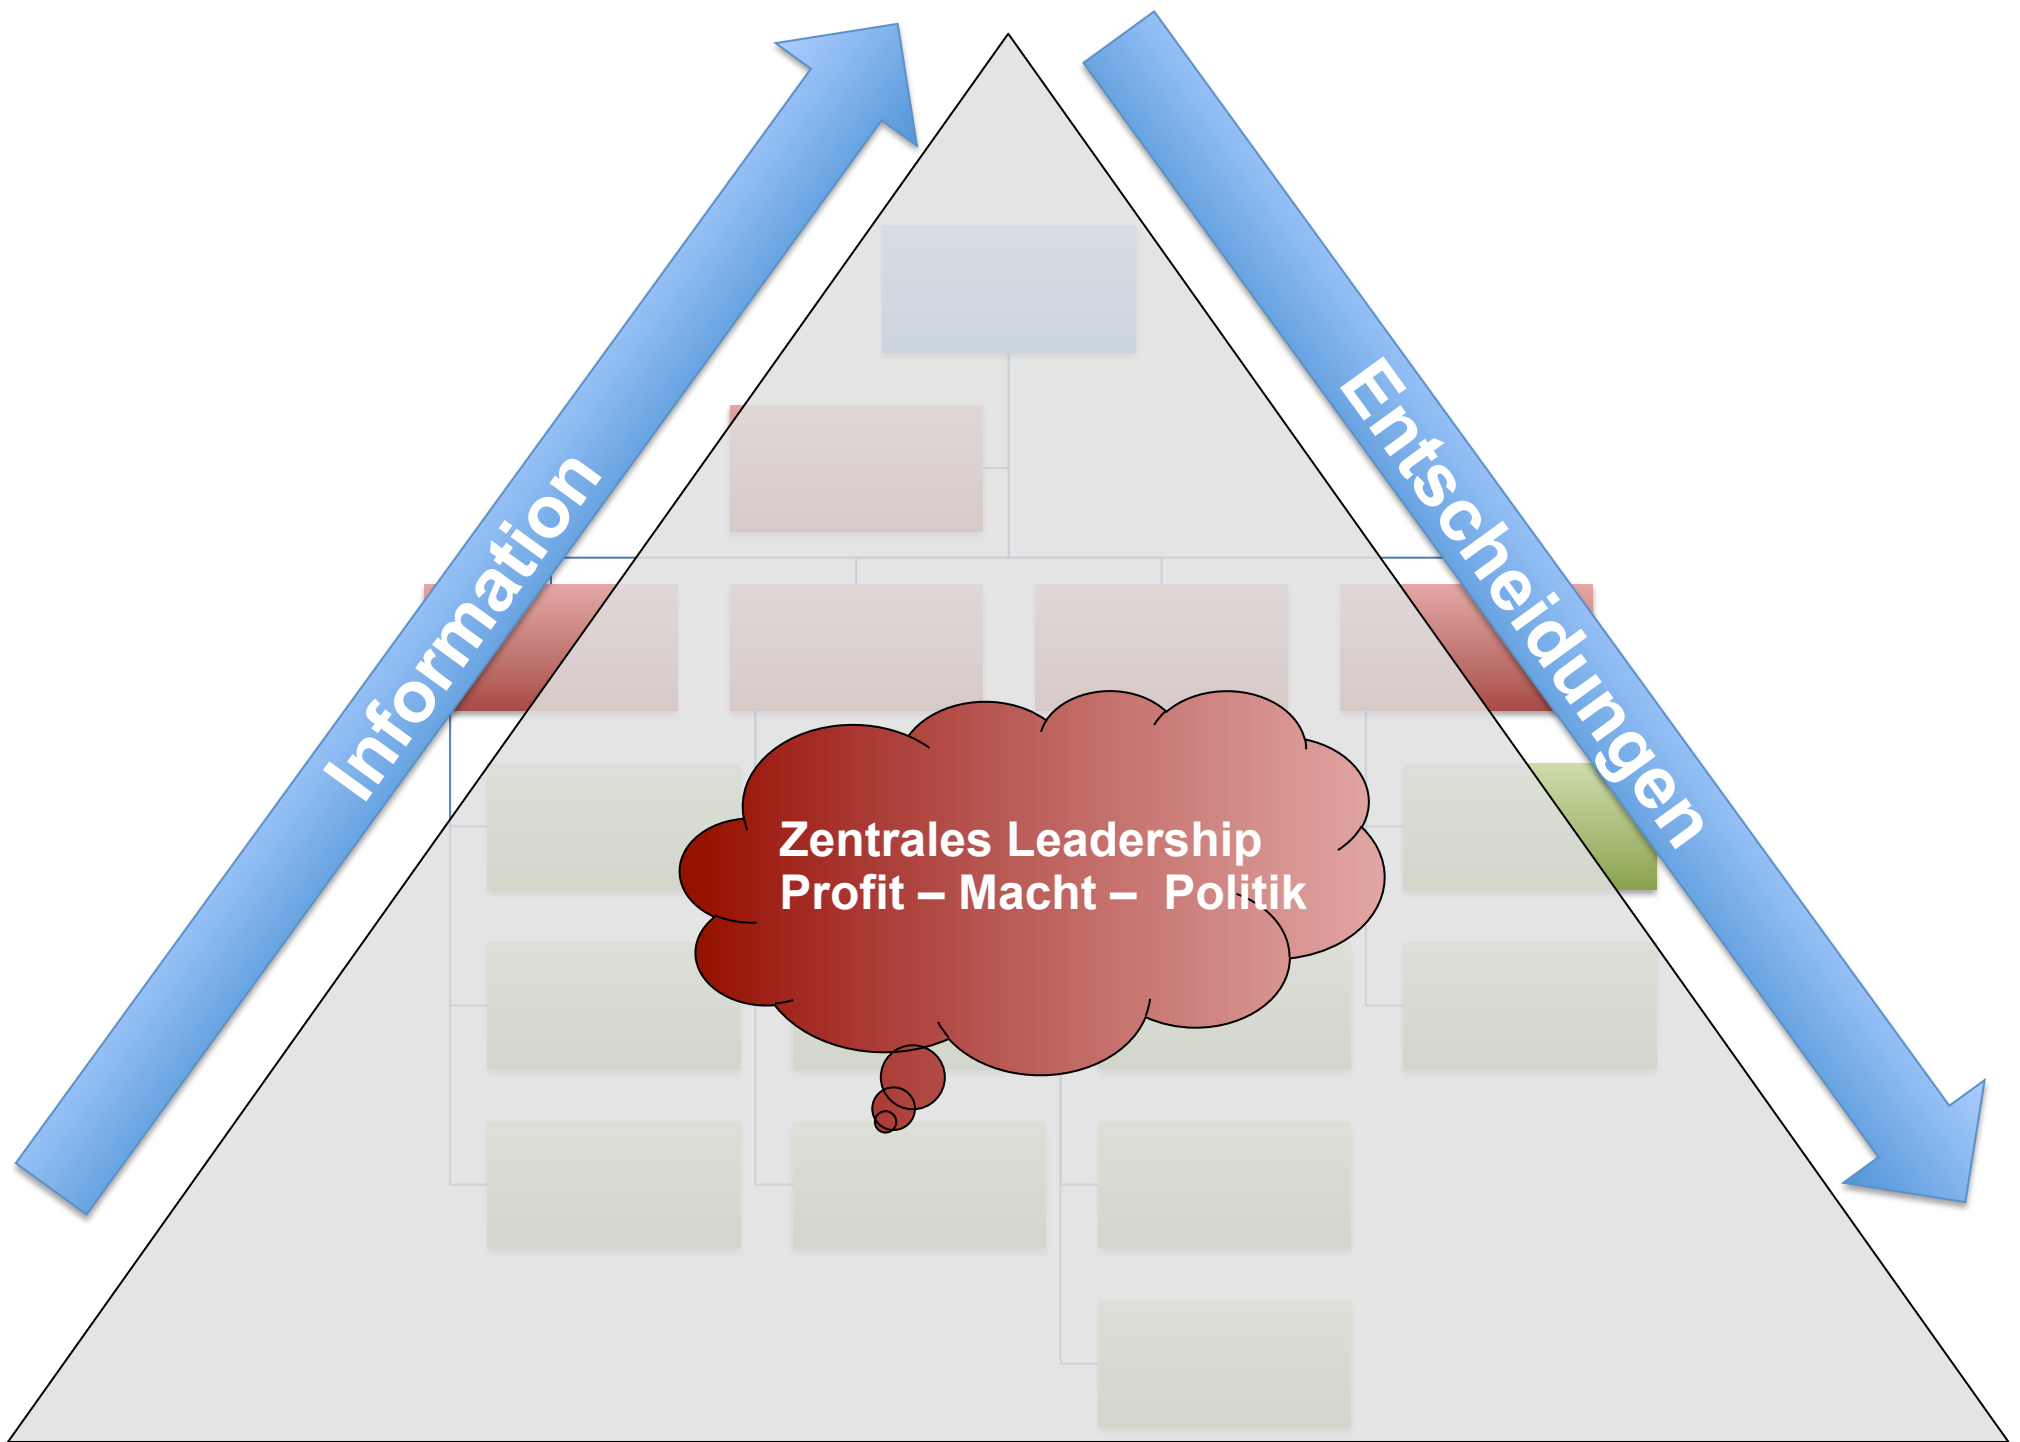 Information
Entscheidungen
Zentrales Leadership
Profit – Macht – Politik